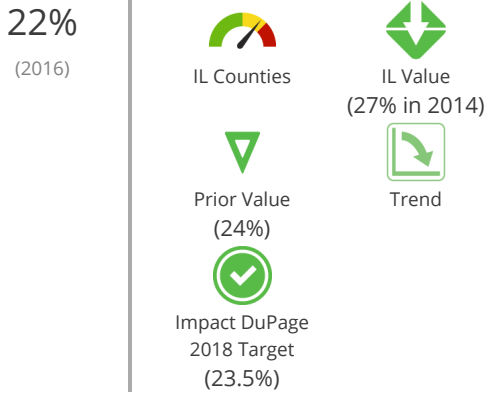 22%
(2016)
IL Counties
IL Value
(27% in 2014)
Prior Value
(24%)
Trend
Impact DuPage
2018 Target
(23.5%)